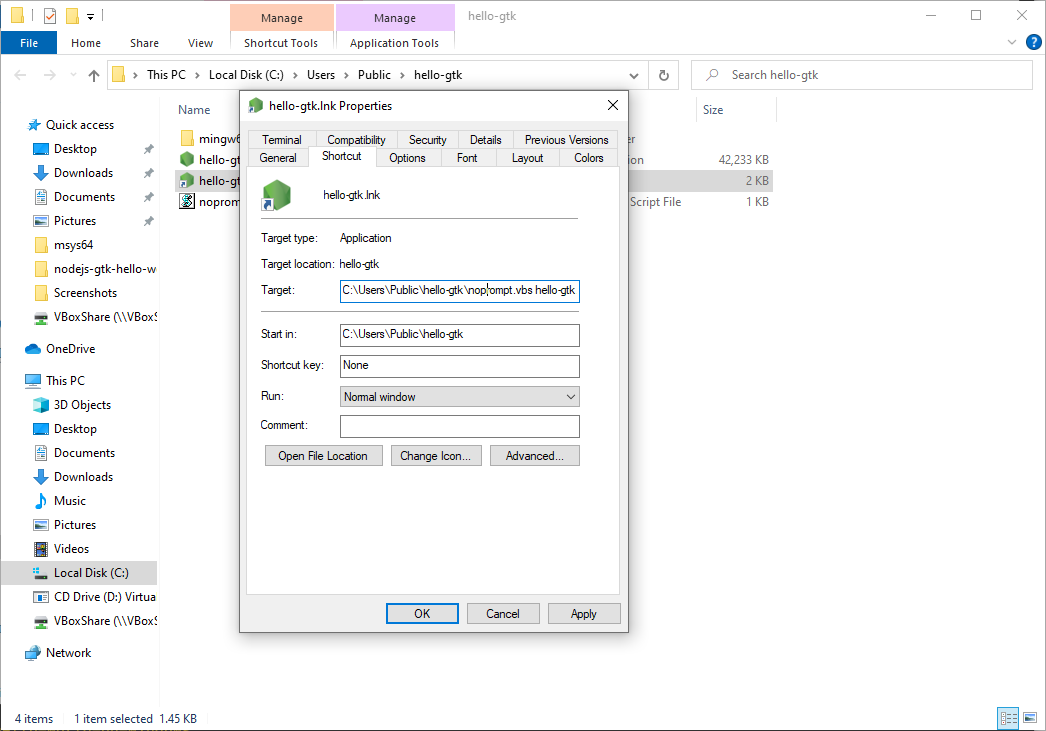 Manage
Manage
hello-gtk
File
Home
Share
View
Shortcut Tools
Application Tools
?
This PC > Local Disk (C:) > Users > Public > hello-gtk
Search hello-gtk
Name
Size
mingw6
hello-gt
on
42,233 KB
hello-gt
2 KB
noprom
Script File
1 KB
Quick access
Desktop
Downloads
Documents
Pictures
msys64
nodejs-gtk-hello-w
Screenshots
VBoxShare (\\VBoxS
OneDrive
This PC
3D Objects
Desktop
Documents
Downloads
Music
Pictures
Videos
Local Disk (C:)
CD Drive (D:) Virtua
VBoxShare (\\VBoxS
Network
hello-gtk.lnk Properties
Terminal
Compatibility
Security
Details
Previous Versions
General
Shortcut
Options
Font
Layout
Colors
hello-gtk.lnk
Target type: Application
Target location: hello-gtk
Target: C:\Users\Public\hello-gtk\noprompt.vbs hello-gtk
Start in: C:\Users\Public\hello-gtk
Shortcut key: None
Run: Normal window
Comment:
Open File Location
Change Icon...
Advanced...
OK
Cancel
Apply
4 items
1 item selected 1.45 KB